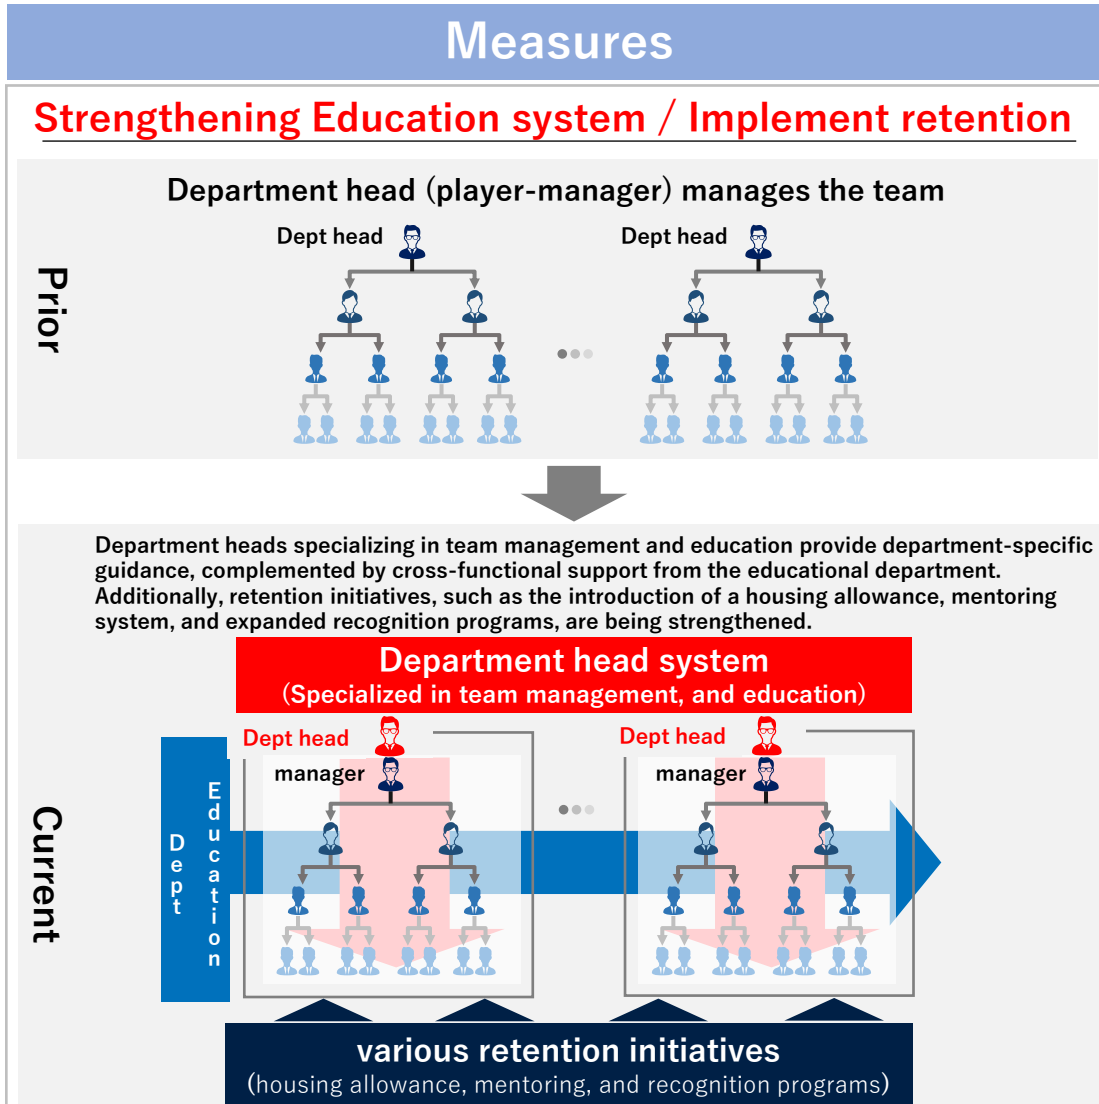 Measures
Strengthening Education system / Implement retention
Prior
Department head (player-manager) manages the team
Dept head
Dept head
Current
Department heads specializing in team management and education provide department-specific
guidance, complemented by cross-functional support from the educational department.
Additionally, retention initiatives, such as the introduction of a housing allowance, mentoring
system, and expanded recognition programs, are being strengthened.
Department head system
(Specialized in team management, and education)
Dept head
manager
Dept head
manager
Education
Dept
various retention initiatives
(housing allowance, mentoring, and recognition programs)